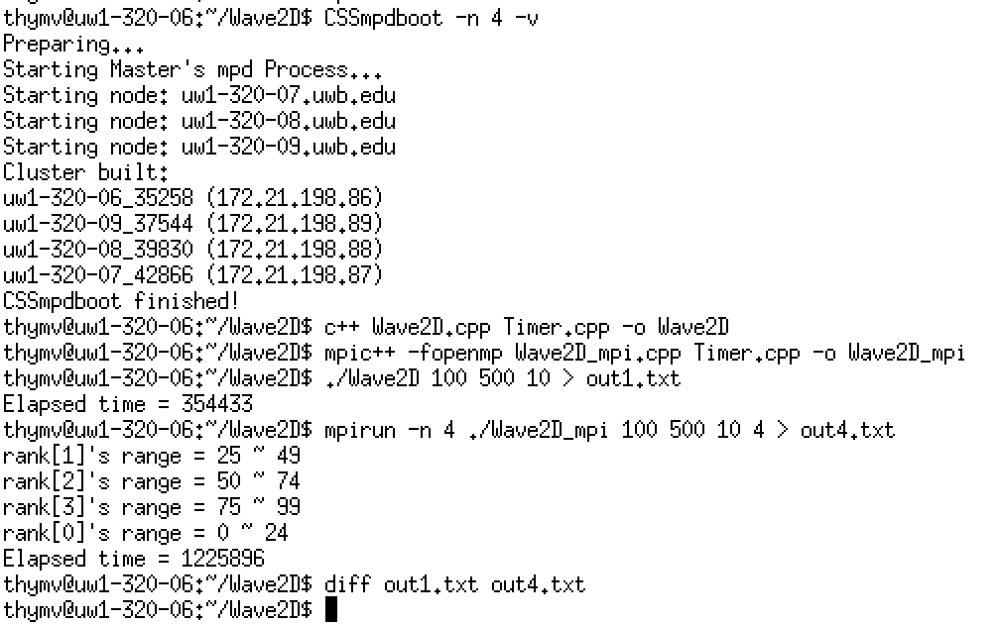 thymv@uw1-320-06:~/Wave2D$ CSSmpdboot -n 4 -v
Preparing...
Starting Master's mpd Process...
Starting node: uw1-320-07.uwb.edu
Starting node: uw1-320-08.uwb.edu
Starting node: uw1-320-09.uwb.edu
Cluster built:
uw1-320-06_35258 (172.21.198.86)
uw1-320-09_37544 (172.21.198.89)
uw1-320-08_39830 (172.21.198.88)
uw1-320-07_42866 (172.21.198.87)
CSSmpdboot finished!
thymv@uw1-320-06:~/Wave2D$ c++ Wave2D.cpp Timer.cpp -o Wave2D
thymv@uw1-320-06:~/Wave2D$ mpic++ -fopenmp Wave2D_mpi.cpp Timer.cpp -o Wave2D_mpi
thymv@uw1-320-06:~/Wave2D$ ./Wave2D 100 500 10 > out1.txt
Elapsed time = 354433
thymv@uw1-320-06:~/Wave2D$ mpirun -n 4 ./Wave2D_mpi 100 500 10 4 > out4.txt
rank[1]'s range = 25 ~ 49
rank[2]'s range = 50 ~ 74
rank[3]'s range = 75 ~ 99
rank[0]'s range = 0 ~ 24
Elapsed time = 1225896
thymv@uw1-320-06:~/Wave2D$ diff out1.txt out4.txt
thymv@uw1-320-06:~/Wave2D$